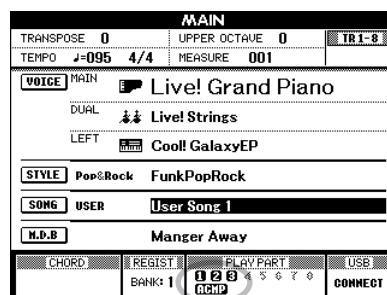 MAIN
TRANSPOSE 0 UPPER OCTAVE 0 TR 1-8
TEMPO ♩=095 4/4 MEASURE 001
VOICE MAIN Live! Grand Piano
DUAL Live! Strings
LEFT Cool! GalaxyEP
STYLE Pop&Rock FunkPopRock
SONG USER User Song 1
M.D.B Manger Away
CHORD REGIST PLAY PART USB
BANK: 1 1 2 3 4 5 6 7 8 CONNECT
ACMP